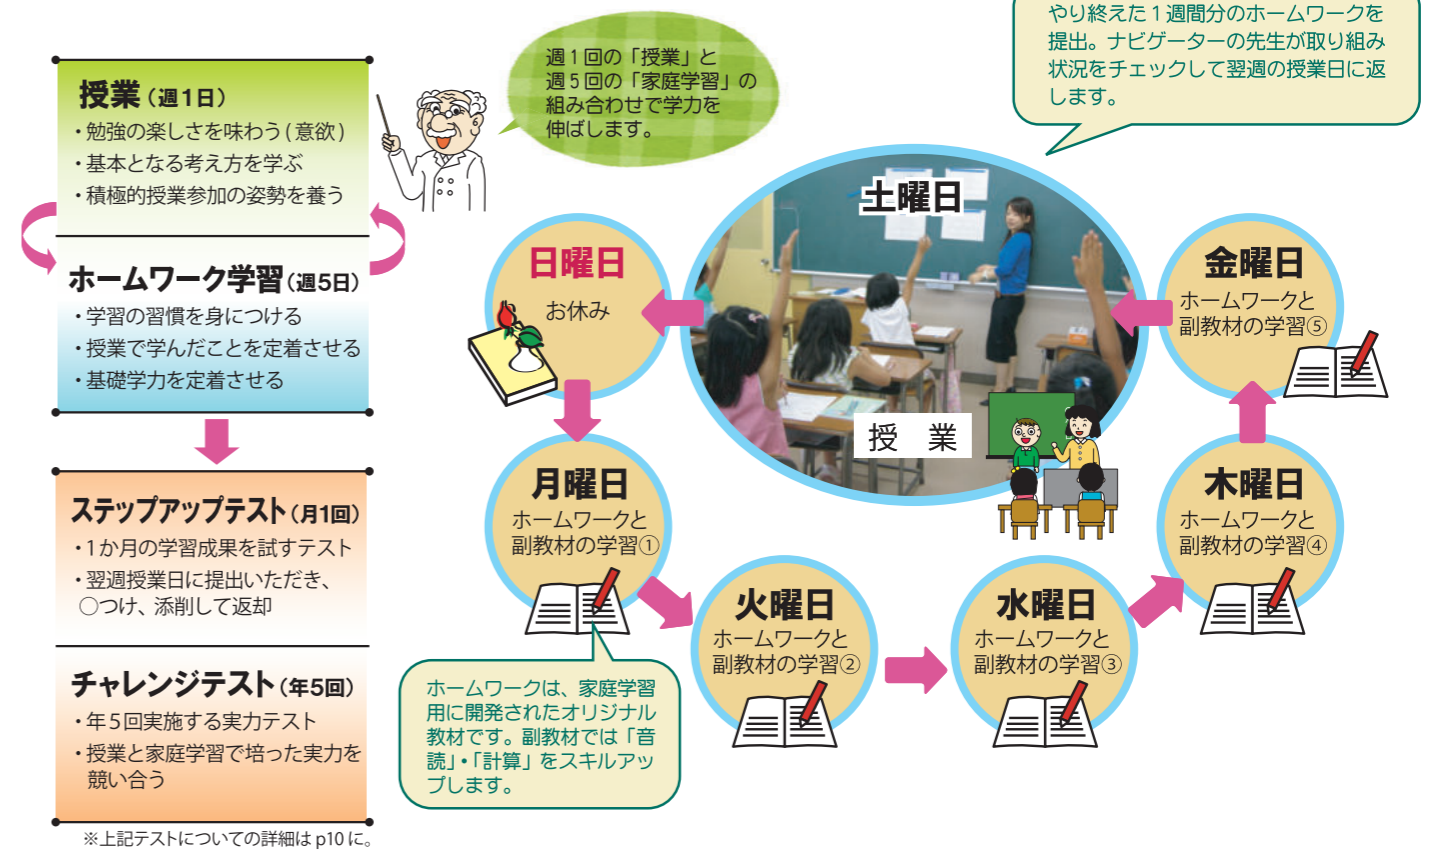 授業（週1日）
・勉強の楽しさを味わう(意欲)
・基本となる考え方を学ぶ
・積極的授業参加の姿勢を養う
ホームワーク学習（週5日）
・学習の習慣を身につける
・授業で学んだことを定着させる
・基礎学力を定着させる
ステップアップテスト（月1回）
・1か月の学習成果を試すテスト
・翌週授業日に提出いただき、
○つけ、添削して返却
チャレンジテスト（年5回）
・年5回実施する実力テスト
・授業と家庭学習で培った実力を
競い合う
※上記テストについての詳細は p10 に。
週1回の「授業」と
週5回の「家庭学習」の
組み合わせで学力を
伸ばします。
やり終えた1週間分のホームワークを
提出。ナビゲーターの先生が取り組み
状況をチェックして翌週の授業日に返
します。
土曜日
授 業
日曜日
お休み
月曜日
ホームワークと
副教材の学習①
ホームワークは、家庭学習
用に開発されたオリジナル
教材です。副教材では「音
読」・「計算」をスキルアッ
プします。
火曜日
ホームワークと
副教材の学習②
水曜日
ホームワークと
副教材の学習③
木曜日
ホームワークと
副教材の学習④
金曜日
ホームワークと
副教材の学習⑤